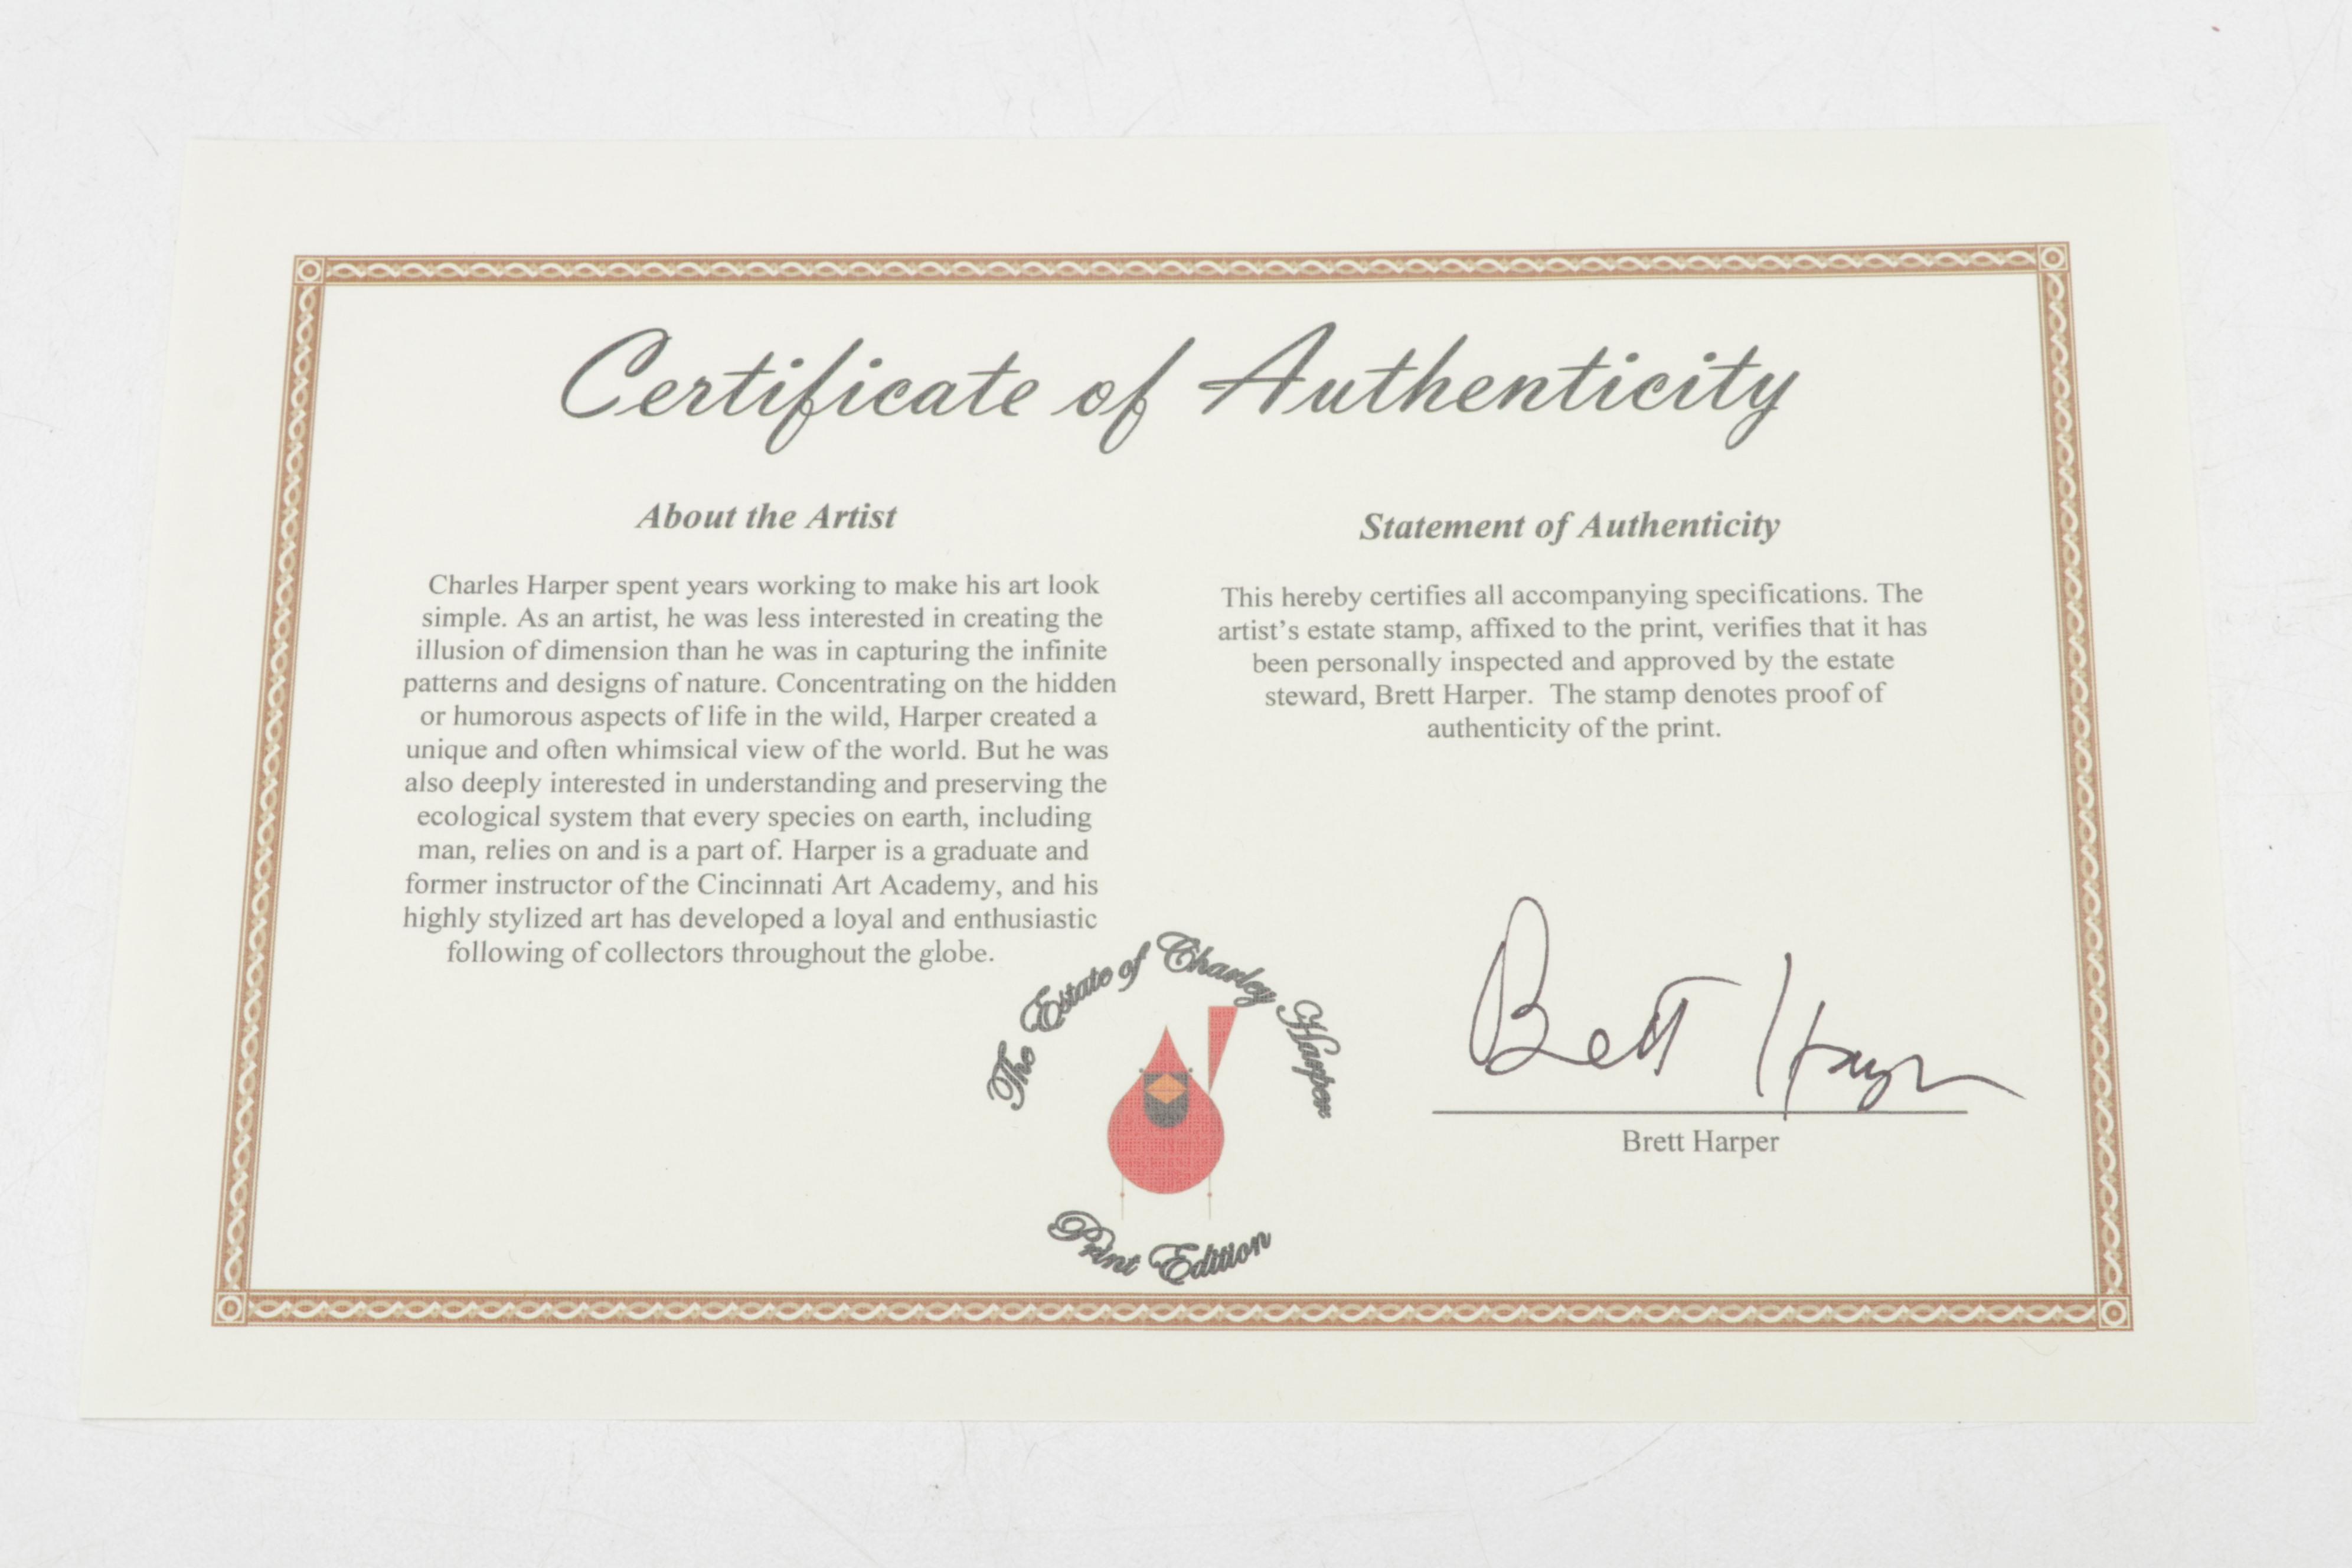 Certificate of Authenticity
About the Artist
Charles Harper spent years working to make his art look
simple. As an artist, he was less interested in creating the
illusion of dimension than he was in capturing the infinite
patterns and designs of nature. Concentrating on the hidden
or humorous aspects of life in the wild, Harper created a
unique and often whimsical view of the world. But he was
also deeply interested in understanding and preserving the
ecological system that every species on earth, including
man, relies on and is a part of. Harper is a graduate and
former instructor of the Cincinnati Art Academy, and his
highly stylized art has developed a loyal and enthusiastic
following of collectors throughout the globe.
Statement of Authenticity
This hereby certifies all accompanying specifications. The
artist's estate stamp, affixed to the print, verifies that it has
been personally inspected and approved by the estate
steward, Brett Harper. The stamp denotes proof of
authenticity of the print.
The Estate of Charley Harper
Print Edition
Brett Harper
Brett Harper